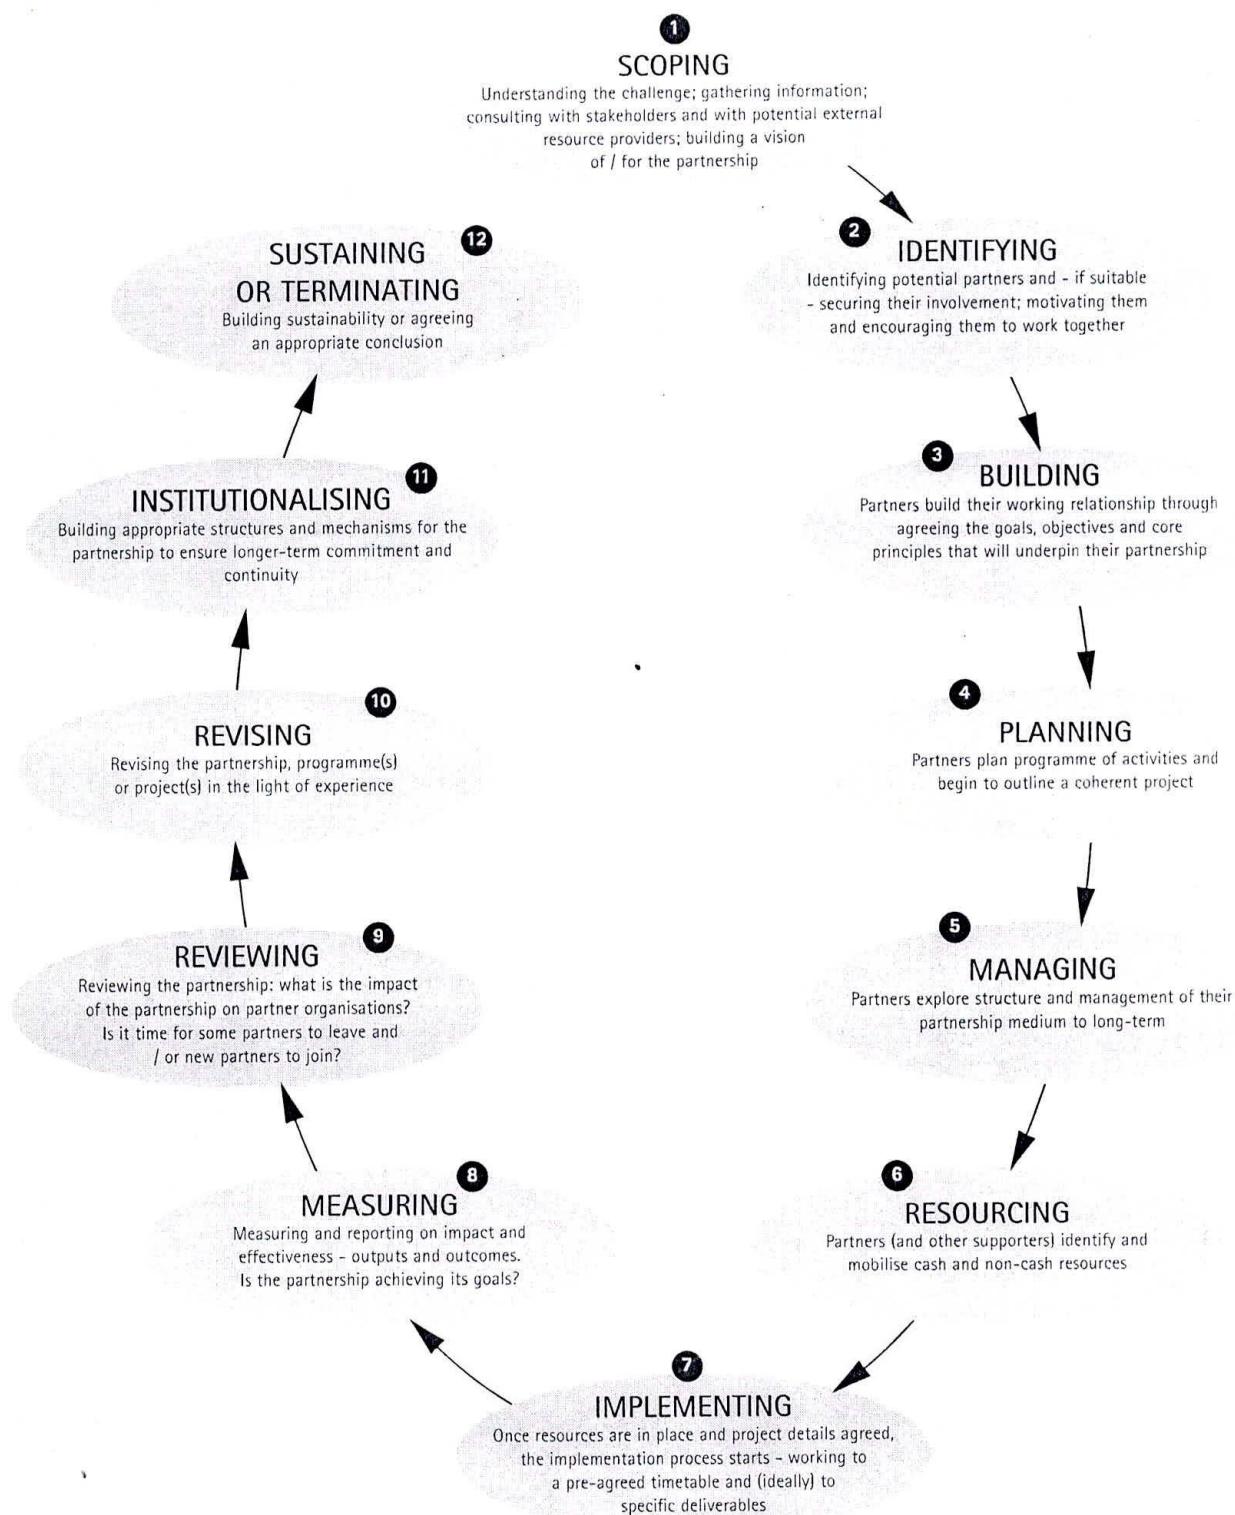 1
SCOPING
Understanding the challenge; gathering information;
consulting with stakeholders and with potential external
resource providers; building a vision
of / for the partnership
2
IDENTIFYING
Identifying potential partners and - if suitable
- securing their involvement; motivating them
and encouraging them to work together
3
BUILDING
Partners build their working relationship through
agreeing the goals, objectives and core
principles that will underpin their partnership
4
PLANNING
Partners plan programme of activities and
begin to outline a coherent project
5
MANAGING
Partners explore structure and management of their
partnership medium to long-term
6
RESOURCING
Partners (and other supporters) identify and
mobilise cash and non-cash resources
7
IMPLEMENTING
Once resources are in place and project details agreed,
the implementation process starts - working to
a pre-agreed timetable and (ideally) to
specific deliverables
8
MEASURING
Measuring and reporting on impact and
effectiveness - outputs and outcomes.
Is the partnership achieving its goals?
9
REVIEWING
Reviewing the partnership: what is the impact
of the partnership on partner organisations?
Is it time for some partners to leave and
/ or new partners to join?
10
REVISING
Revising the partnership, programme(s)
or project(s) in the light of experience
11
INSTITUTIONALISING
Building appropriate structures and mechanisms for the
partnership to ensure longer-term commitment and
continuity
12
SUSTAINING
OR TERMINATING
Building sustainability or agreeing
an appropriate conclusion